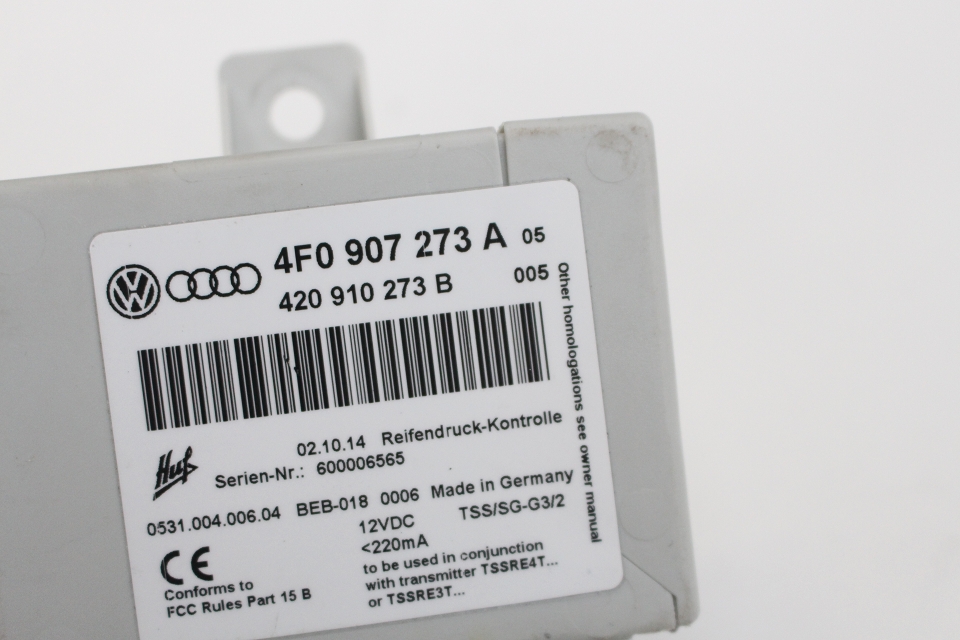 4F0 907 273 A 05
420 910 273 B 005
Other homologations see owner manual
Huf
02.10.14 Reifendruck-Kontrolle
Serien-Nr.: 600006565
0531.004.006.04 BEB-018 0006 Made in Germany
12VDC TSS/SG-G3/2
<220mA
CE
to be used in conjunction
with transmitter TSSRE4T...
or TSSRE3T...
Conforms to
FCC Rules Part 15 B